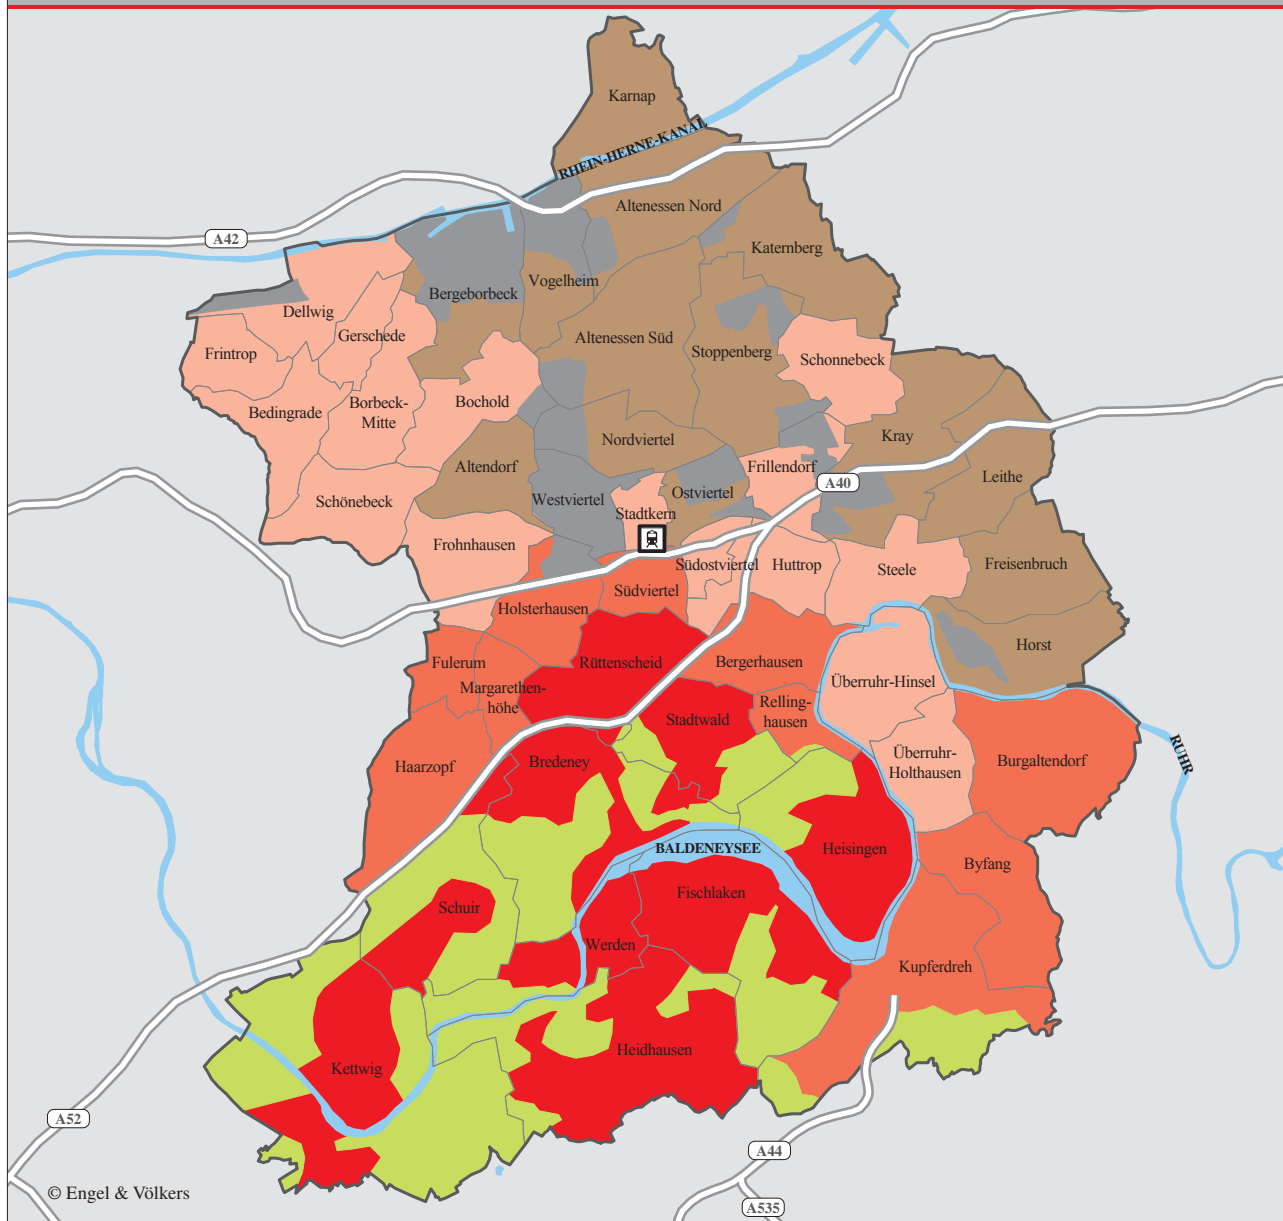 Karnap
RHEIN-HERNE-KANAL
Altenessen Nord
A42
Katernberg
Vogelheim
Bergeborbeck
Dellwig
Gerschede
Altenessen Süd
Frintrop
Stoppenberg
Schonnebeck
Bedingrade
Borbeck-
Mitte
Bochold
Nordviertel
Kray
Altendorf
Frillendorf
Leithe
A40
Schönebeck
Westviertel
Ostviertel
Stadtkern
Frohnhausen
Südostviertel
Huttrop
Steele
Freisenbruch
Südviertel
Holsterhausen
Horst
Fulerum
Rüttenscheid
Bergerhausen
Margarethen-
höhe
Überruhr-Hinsel
Relling-
hausen
Stadtwald
Haarzopf
Bredeney
Überruhr-
Holthausen
Burgaltendorf
RUHR
BALDENEYSEE
Heisingen
Byfang
Fischlaken
Schuir
Werden
Kupferdreh
Heidhausen
Kettwig
A52
A44
© Engel & Völkers
A535